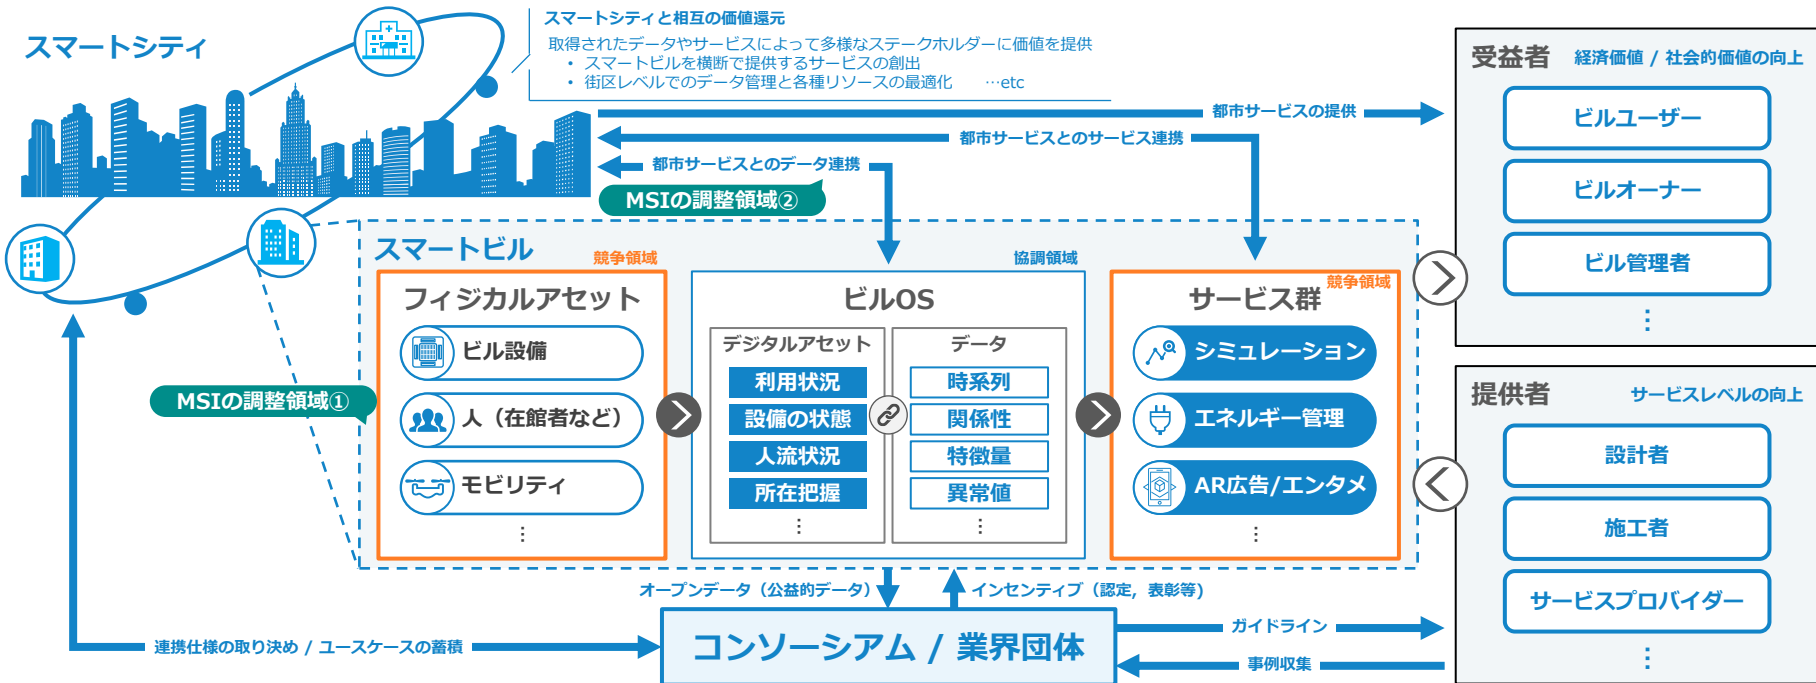 スマートシティ
スマートシティと相互の価値還元
取得されたデータやサービスによって多様なステークホルダーに価値を提供
• スマートビルを横断で提供するサービスの創出
• 街区レベルでのデータ管理と各種リソースの最適化 …etc
都市サービスの提供
都市サービスとのサービス連携
都市サービスとのデータ連携
MSIの調整領域②
MSIの調整領域①
スマートビル
競争領域
フィジカルアセット
ビル設備
人（在館者など）
モビリティ
⋮
協調領域
ビルOS
デジタルアセット
利用状況
設備の状態
人流状況
所在把握
⋮
データ
時系列
関係性
特徴量
異常値
⋮
競争領域
サービス群
シミュレーション
エネルギー管理
AR広告/エンタメ
⋮
受益者 経済価値 / 社会的価値の向上
ビルユーザー
ビルオーナー
ビル管理者
⋮
提供者 サービスレベルの向上
設計者
施工者
サービスプロバイダー
⋮
オープンデータ（公益的データ）
インセンティブ（認定，表彰等）
コンソーシアム / 業界団体
連携仕様の取り決め / ユースケースの蓄積
ガイドライン
事例収集